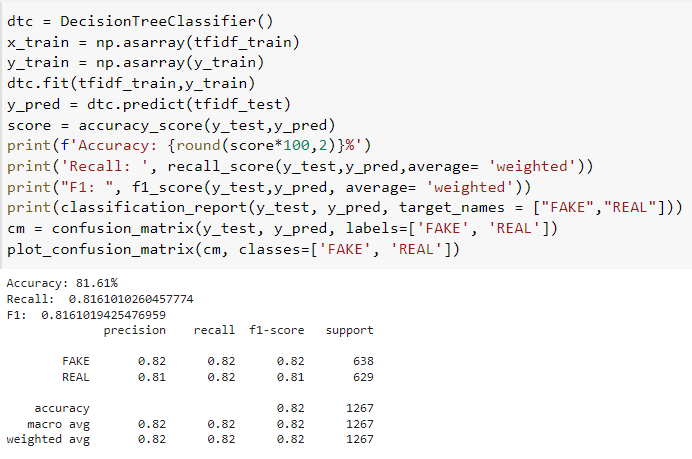 dtc = DecisionTreeClassifier()
x_train = np.asarray(tfidf_train)
y_train = np.asarray(y_train)
dtc.fit(tfidf_train,y_train)
y_pred = dtc.predict(tfidf_test)
score = accuracy_score(y_test,y_pred)
print(f'Accuracy: {round(score*100,2)}%')
print('Recall: ', recall_score(y_test,y_pred,average= 'weighted'))
print("F1: ", f1_score(y_test,y_pred, average= 'weighted'))
print(classification_report(y_test, y_pred, target_names = ["FAKE","REAL"]))
cm = confusion_matrix(y_test, y_pred, labels=['FAKE', 'REAL'])
plot_confusion_matrix(cm, classes=['FAKE', 'REAL'])
Accuracy: 81.61%
Recall:  0.8161010260457774
F1:  0.8161019425476959
              precision    recall  f1-score   support
        FAKE       0.82      0.82      0.82       638
        REAL       0.81      0.82      0.81       629
    accuracy                           0.82      1267
   macro avg       0.82      0.82      0.82      1267
weighted avg       0.82      0.82      0.82      1267